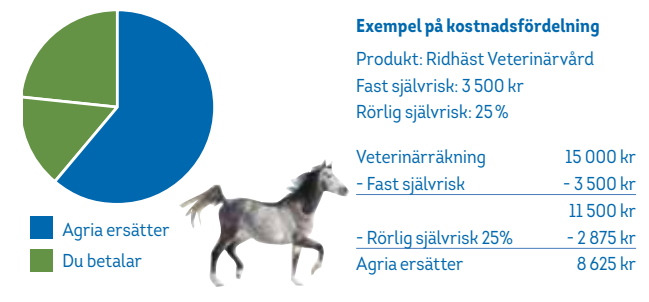 Exempel på kostnadsfördelning
Produkt: Ridhäst Veterinärvård
Fast självrisk: 3 500 kr
Rörlig självrisk: 25 %
Veterinärräkning 15 000 kr
- Fast självrisk - 3 500 kr
11 500 kr
- Rörlig självrisk 25% - 2 875 kr
Agria ersätter 8 625 kr
Agria ersätter
Du betalar